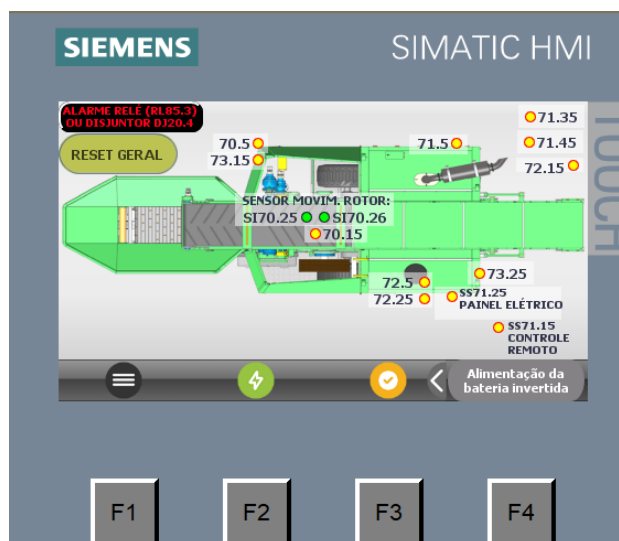 SIEMENS
SIMATIC HMI
TOUCH
ALARME RELÉ (RL85.3)
OU DISJUNTOR DJ20.4
RESET GERAL
70.5
73.15
71.5
71.35
71.45
72.15
SENSOR MOVIM. ROTOR:
SI70.25 SI70.26
70.15
72.5
72.25
73.25
SS71.25
PAINEL ELÉTRICO
SS71.15
CONTROLE
REMOTO
Alimentação da
bateria invertida
F1
F2
F3
F4